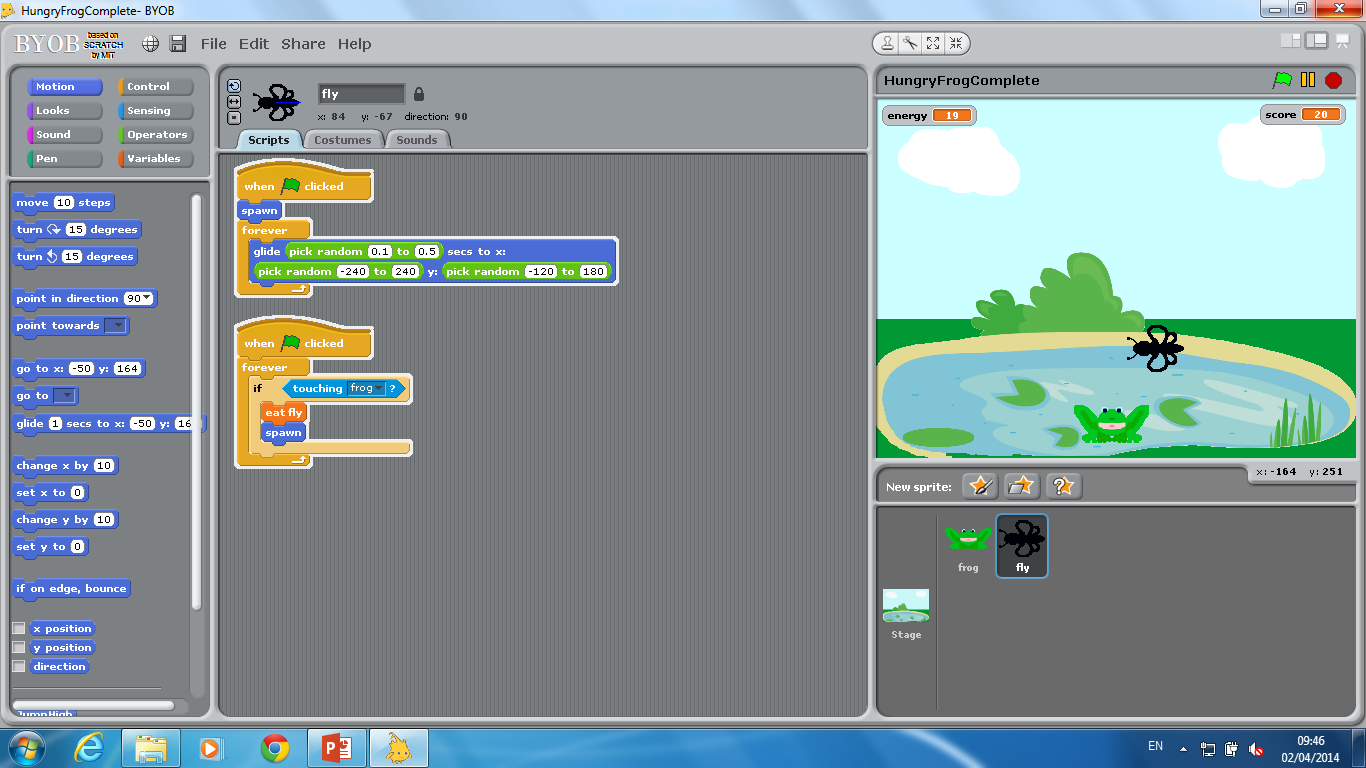 HungryFrogComplete- BYOB
BYOB based on SCRATCH by MIT
File Edit Share Help
Motion Control
Looks Sensing
Sound Operators
Pen Variables
move 10 steps
turn 15 degrees
turn 15 degrees
point in direction 90
point towards
go to x: -50 y: 164
go to
glide 1 secs to x: -50 y: 16
change x by 10
set x to 0
change y by 10
set y to 0
if on edge, bounce
x position
y position
direction
JumpHigh
fly
x: 84 y: -67 direction: 90
Scripts Costumes Sounds
when clicked
spawn
forever
glide pick random 0.1 to 0.5 secs to x:
pick random -240 to 240 y: pick random -120 to 180
when clicked
forever
if touching frog ?
eat fly
spawn
HungryFrogComplete
energy 19
score 20
x: -164 y: 251
New sprite:
frog
fly
Stage
EN
09:46
02/04/2014